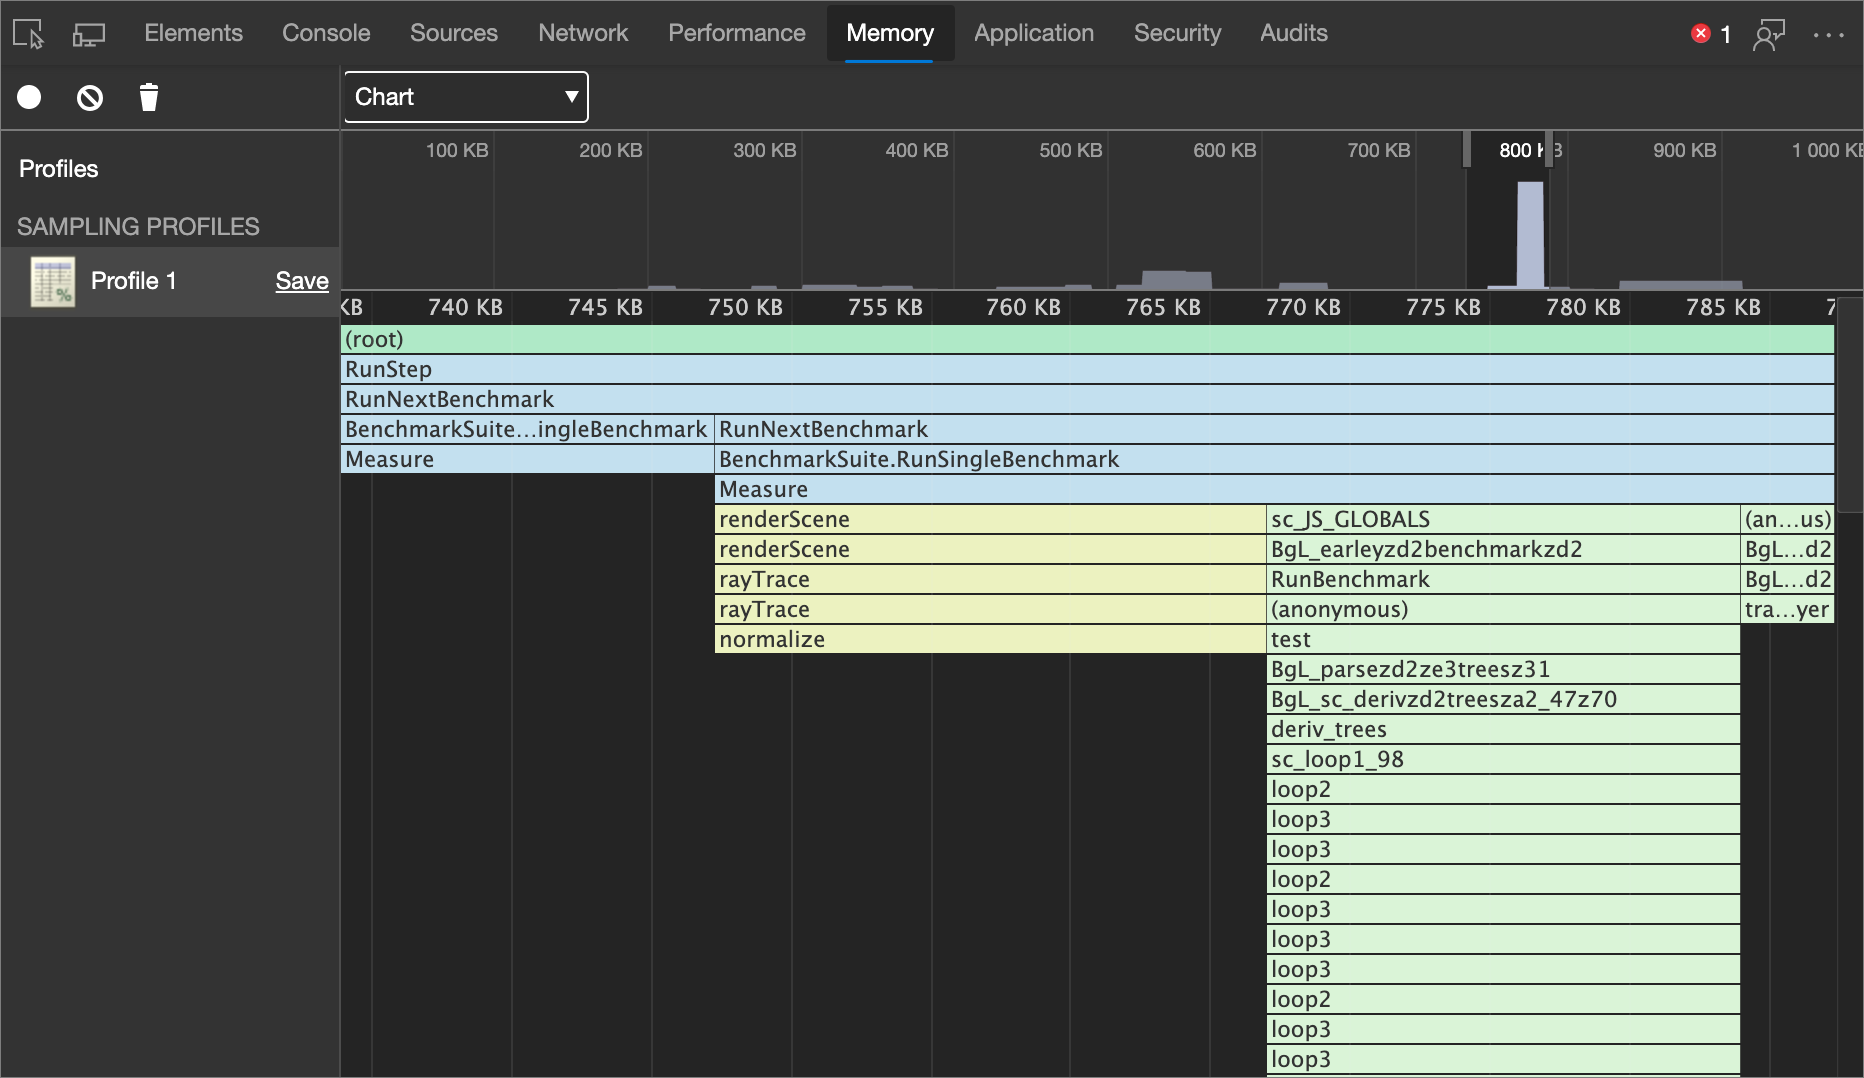 Elements Console Sources Network Performance Memory Application Security Audits 1
Chart
Profiles
SAMPLING PROFILES
Profile 1 Save
100 KB 200 KB 300 KB 400 KB 500 KB 600 KB 700 KB 800 KB 900 KB 1 000 KB
KB 740 KB 745 KB 750 KB 755 KB 760 KB 765 KB 770 KB 775 KB 780 KB 785 KB 7
(root)
RunStep
RunNextBenchmark
BenchmarkSuite…ingleBenchmark RunNextBenchmark
Measure BenchmarkSuite.RunSingleBenchmark
Measure
renderScene sc_JS_GLOBALS (an…us)
renderScene BgL_earleyzd2benchmarkzd2 BgL…d2
rayTrace RunBenchmark BgL…d2
rayTrace (anonymous) tra…yer
normalize test
BgL_parsezd2ze3treesz31
BgL_sc_derivzd2treesza2_47z70
deriv_trees
sc_loop1_98
loop2
loop3
loop3
loop2
loop3
loop3
loop3
loop2
loop3
loop3